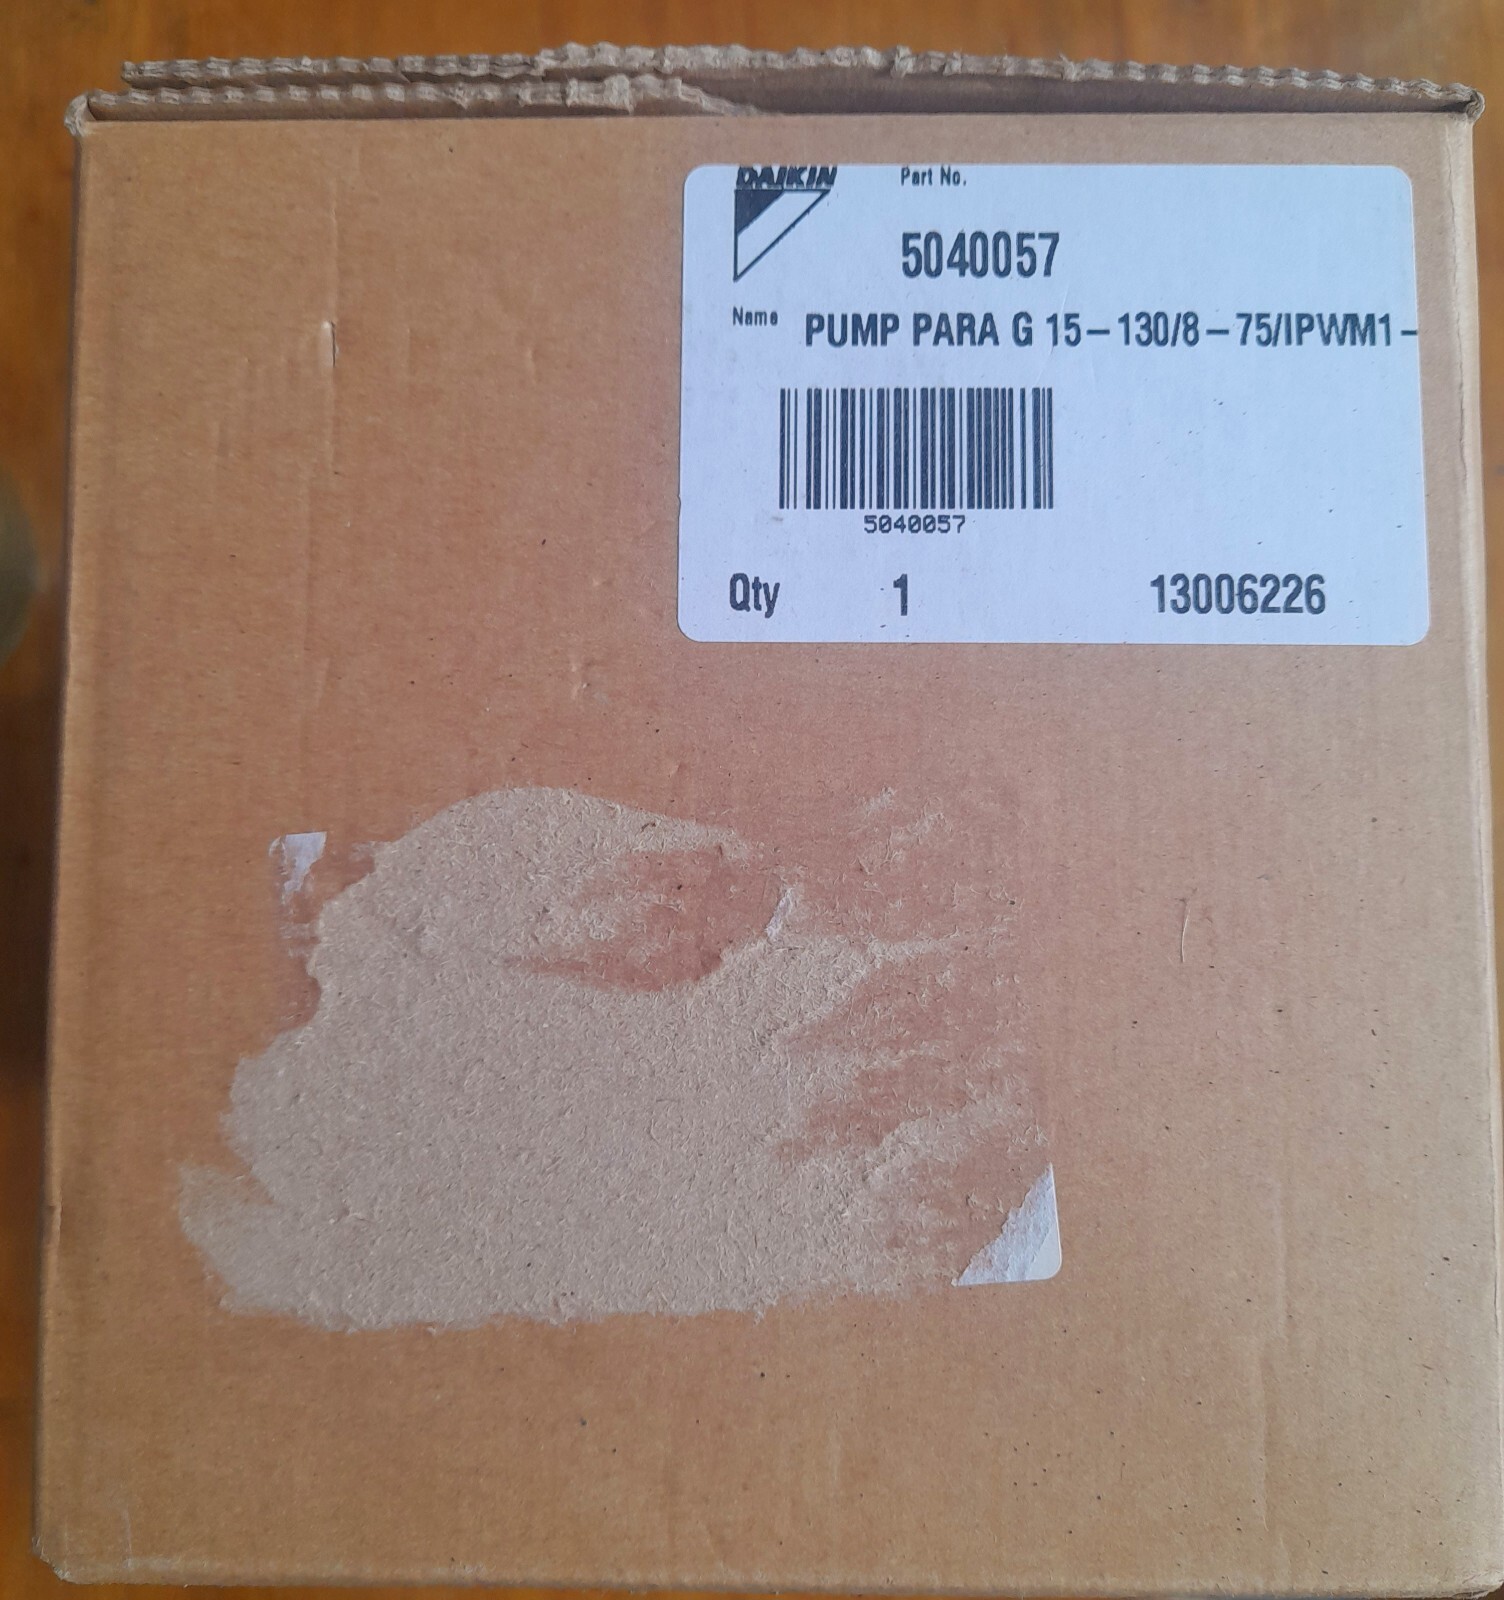 DAIKIN
Part No.
5040057
Name PUMP PARA G 15-130/8-75/IPWM1-
5040057
Qty 1 13006226